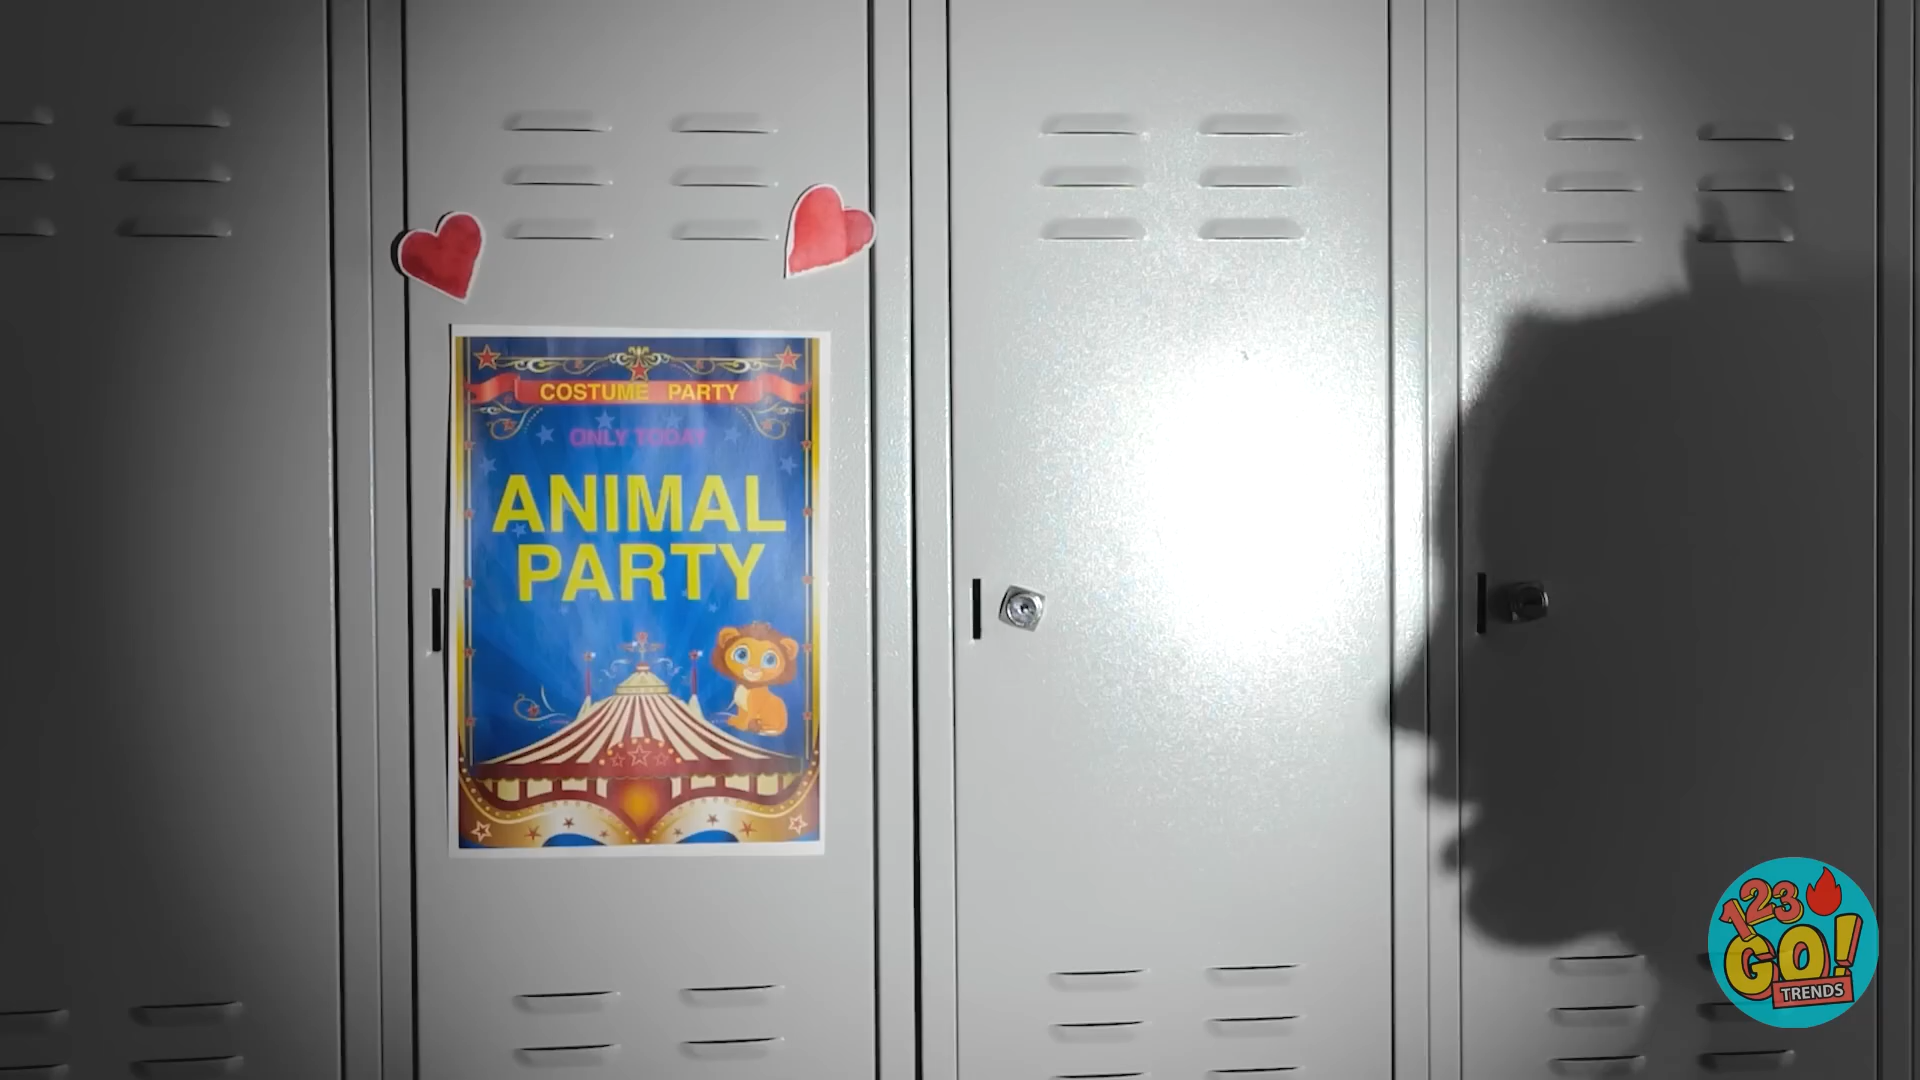 COSTUME PARTY
ONLY TODAY
ANIMAL
PARTY
123
GO!
TRENDS